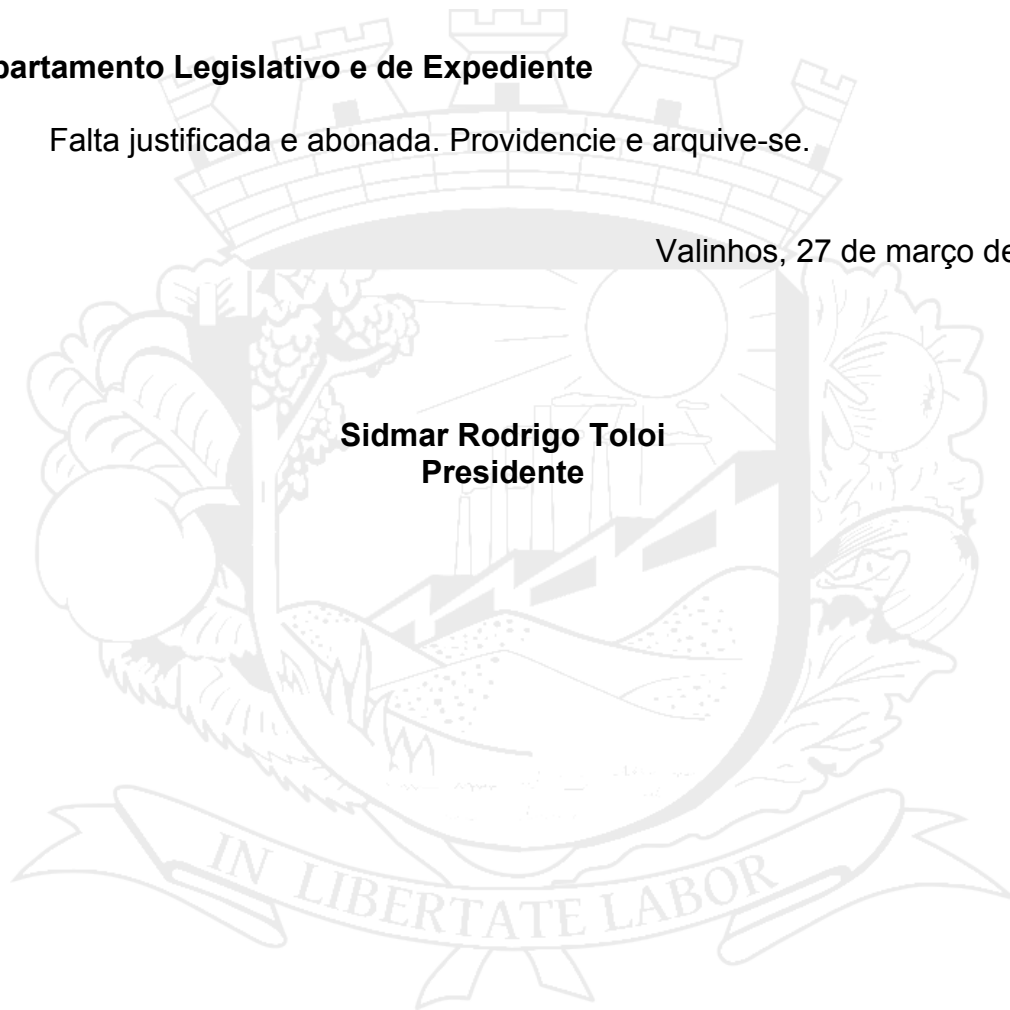 partamento Legislativo e de Expediente
Falta justificada e abonada. Providencie e arquive-se.
Valinhos, 27 de março de
Sidmar Rodrigo Toloi
Presidente
IN LIBERTATE LABOR